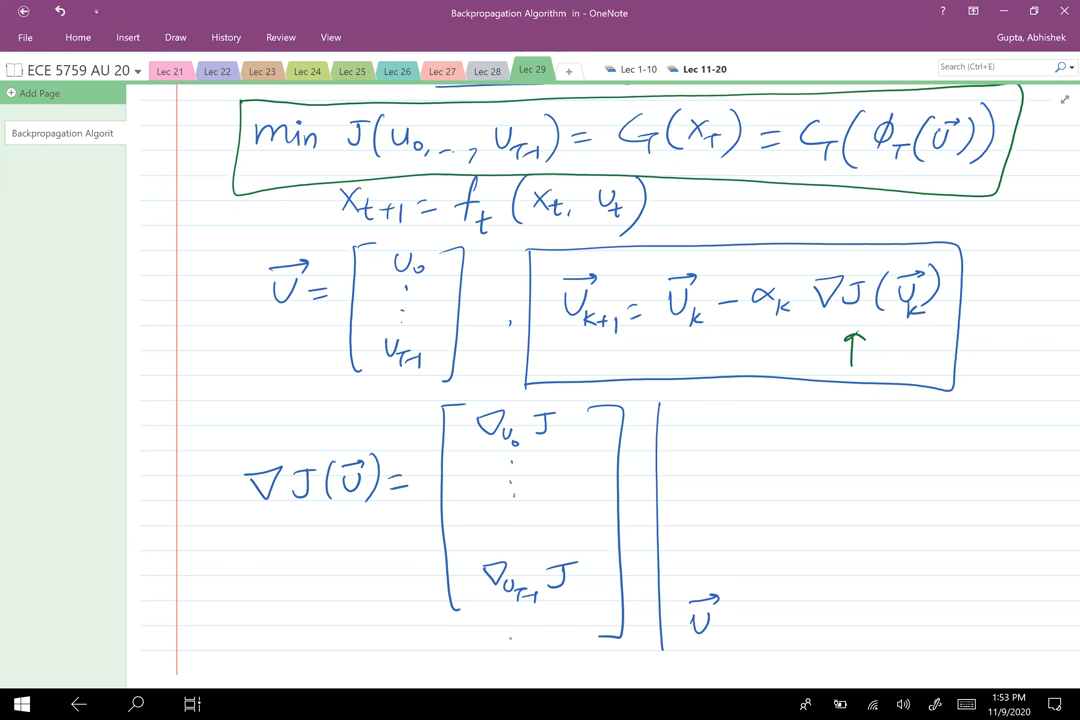 Backpropagation Algorithm in - OneNote
File Home Insert Draw History Review View Gupta, Abhishek
ECE 5759 AU 20 Lec 21 Lec 22 Lec 23 Lec 24 Lec 25 Lec 26 Lec 27 Lec 28 Lec 29 + Lec 1-10 Lec 11-20 Search (Ctrl+E)
Add Page
Backpropagation Algorit
min J(u₀,..., u_{T-1}) = C_T(x_T) = C_T(ϕ_T(u⃗))
x_{t+1} = f_t(x_t, u_t)
u⃗ = [u₀ ⋮ u_{T-1}], u⃗_{k+1} = u⃗_k − α_k ∇J(u⃗_k)
↑
∇J(u⃗) = [∇_{u₀} J ⋮ ∇_{u_{T-1}} J] | u⃗
1:53 PM
11/9/2020